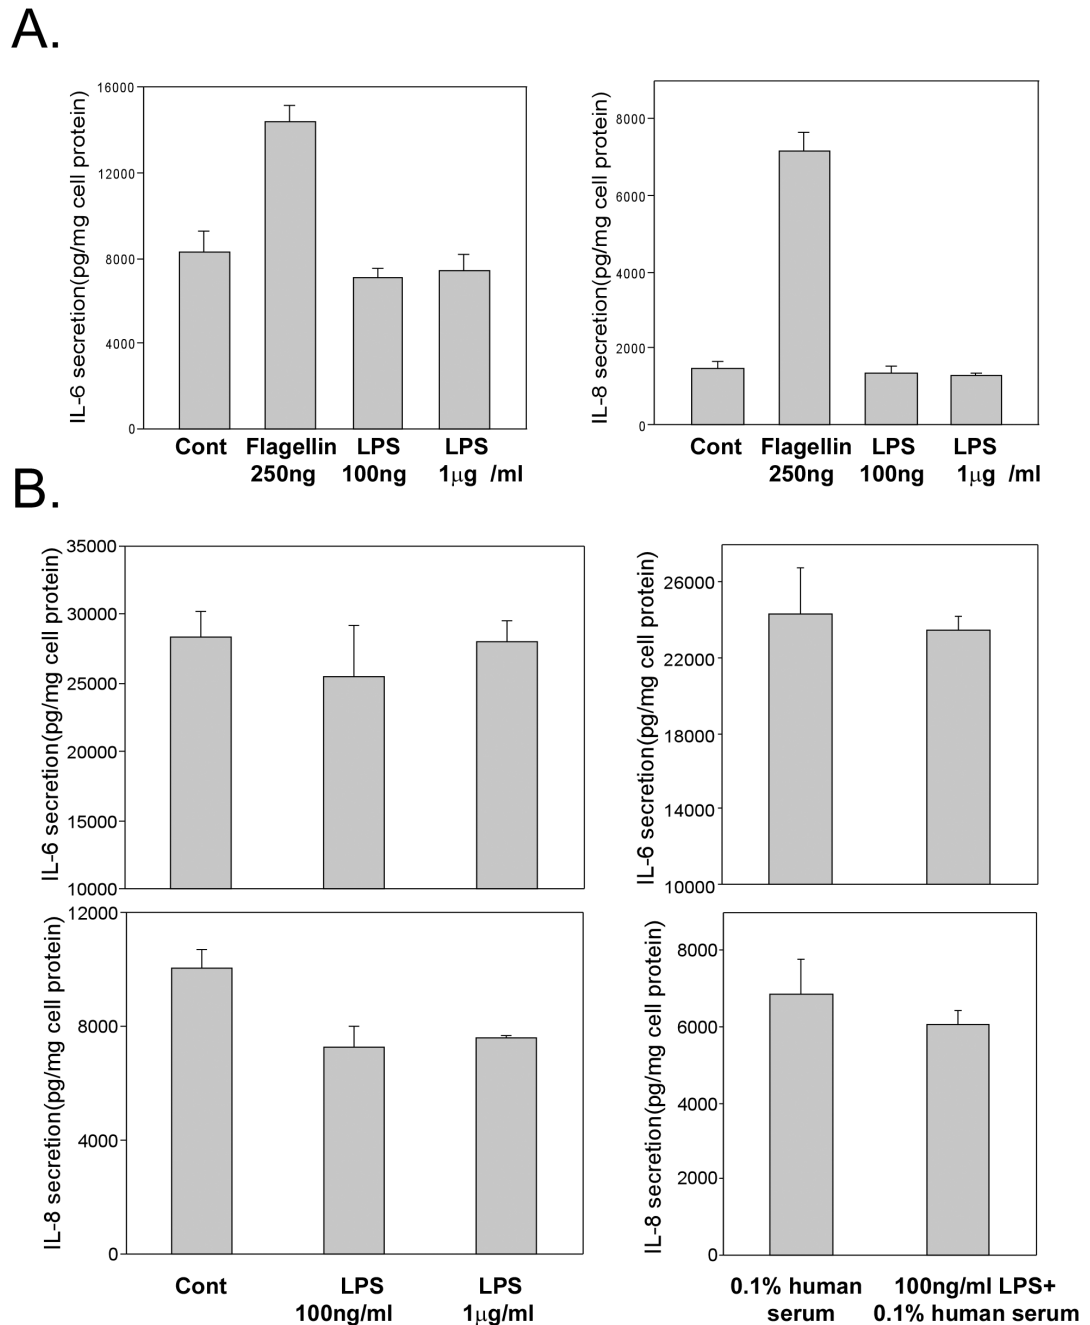 A.
IL-6 secretion(pg/mg cell protein)
16000
12000
8000
4000
0
Cont Flagellin LPS LPS
250ng 100ng 1μg /ml
IL-8 secretion(pg/mg cell protein)
8000
6000
4000
2000
0
Cont Flagellin LPS LPS
250ng 100ng 1μg /ml
B.
IL-6 secretion(pg/mg cell protein)
35000
30000
25000
20000
15000
10000
IL-6 secretion(pg/mg cell protein)
26000
22000
18000
14000
10000
IL-8 secretion(pg/mg cell protein)
12000
8000
4000
0
Cont LPS LPS
100ng/ml 1μg/ml
IL-8 secretion(pg/mg cell protein)
8000
6000
4000
2000
0
0.1% human 100ng/ml LPS+
serum 0.1% human serum